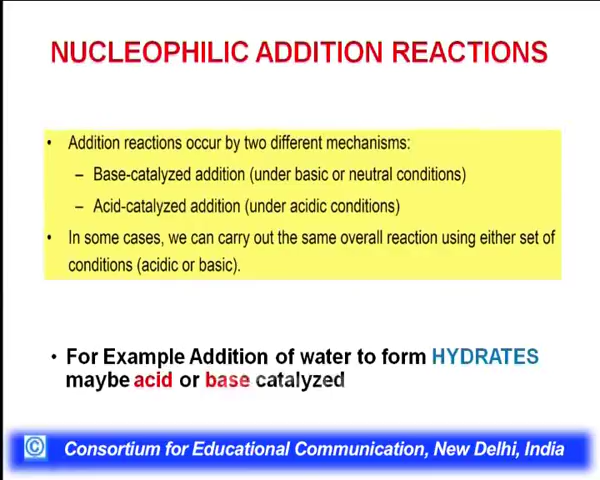 NUCLEOPHILIC ADDITION REACTIONS
• Addition reactions occur by two different mechanisms:
– Base-catalyzed addition (under basic or neutral conditions)
– Acid-catalyzed addition (under acidic conditions)
• In some cases, we can carry out the same overall reaction using either set of
conditions (acidic or basic).
• For Example Addition of water to form HYDRATES
maybe acid or base catalyzed
© Consortium for Educational Communication, New Delhi, India